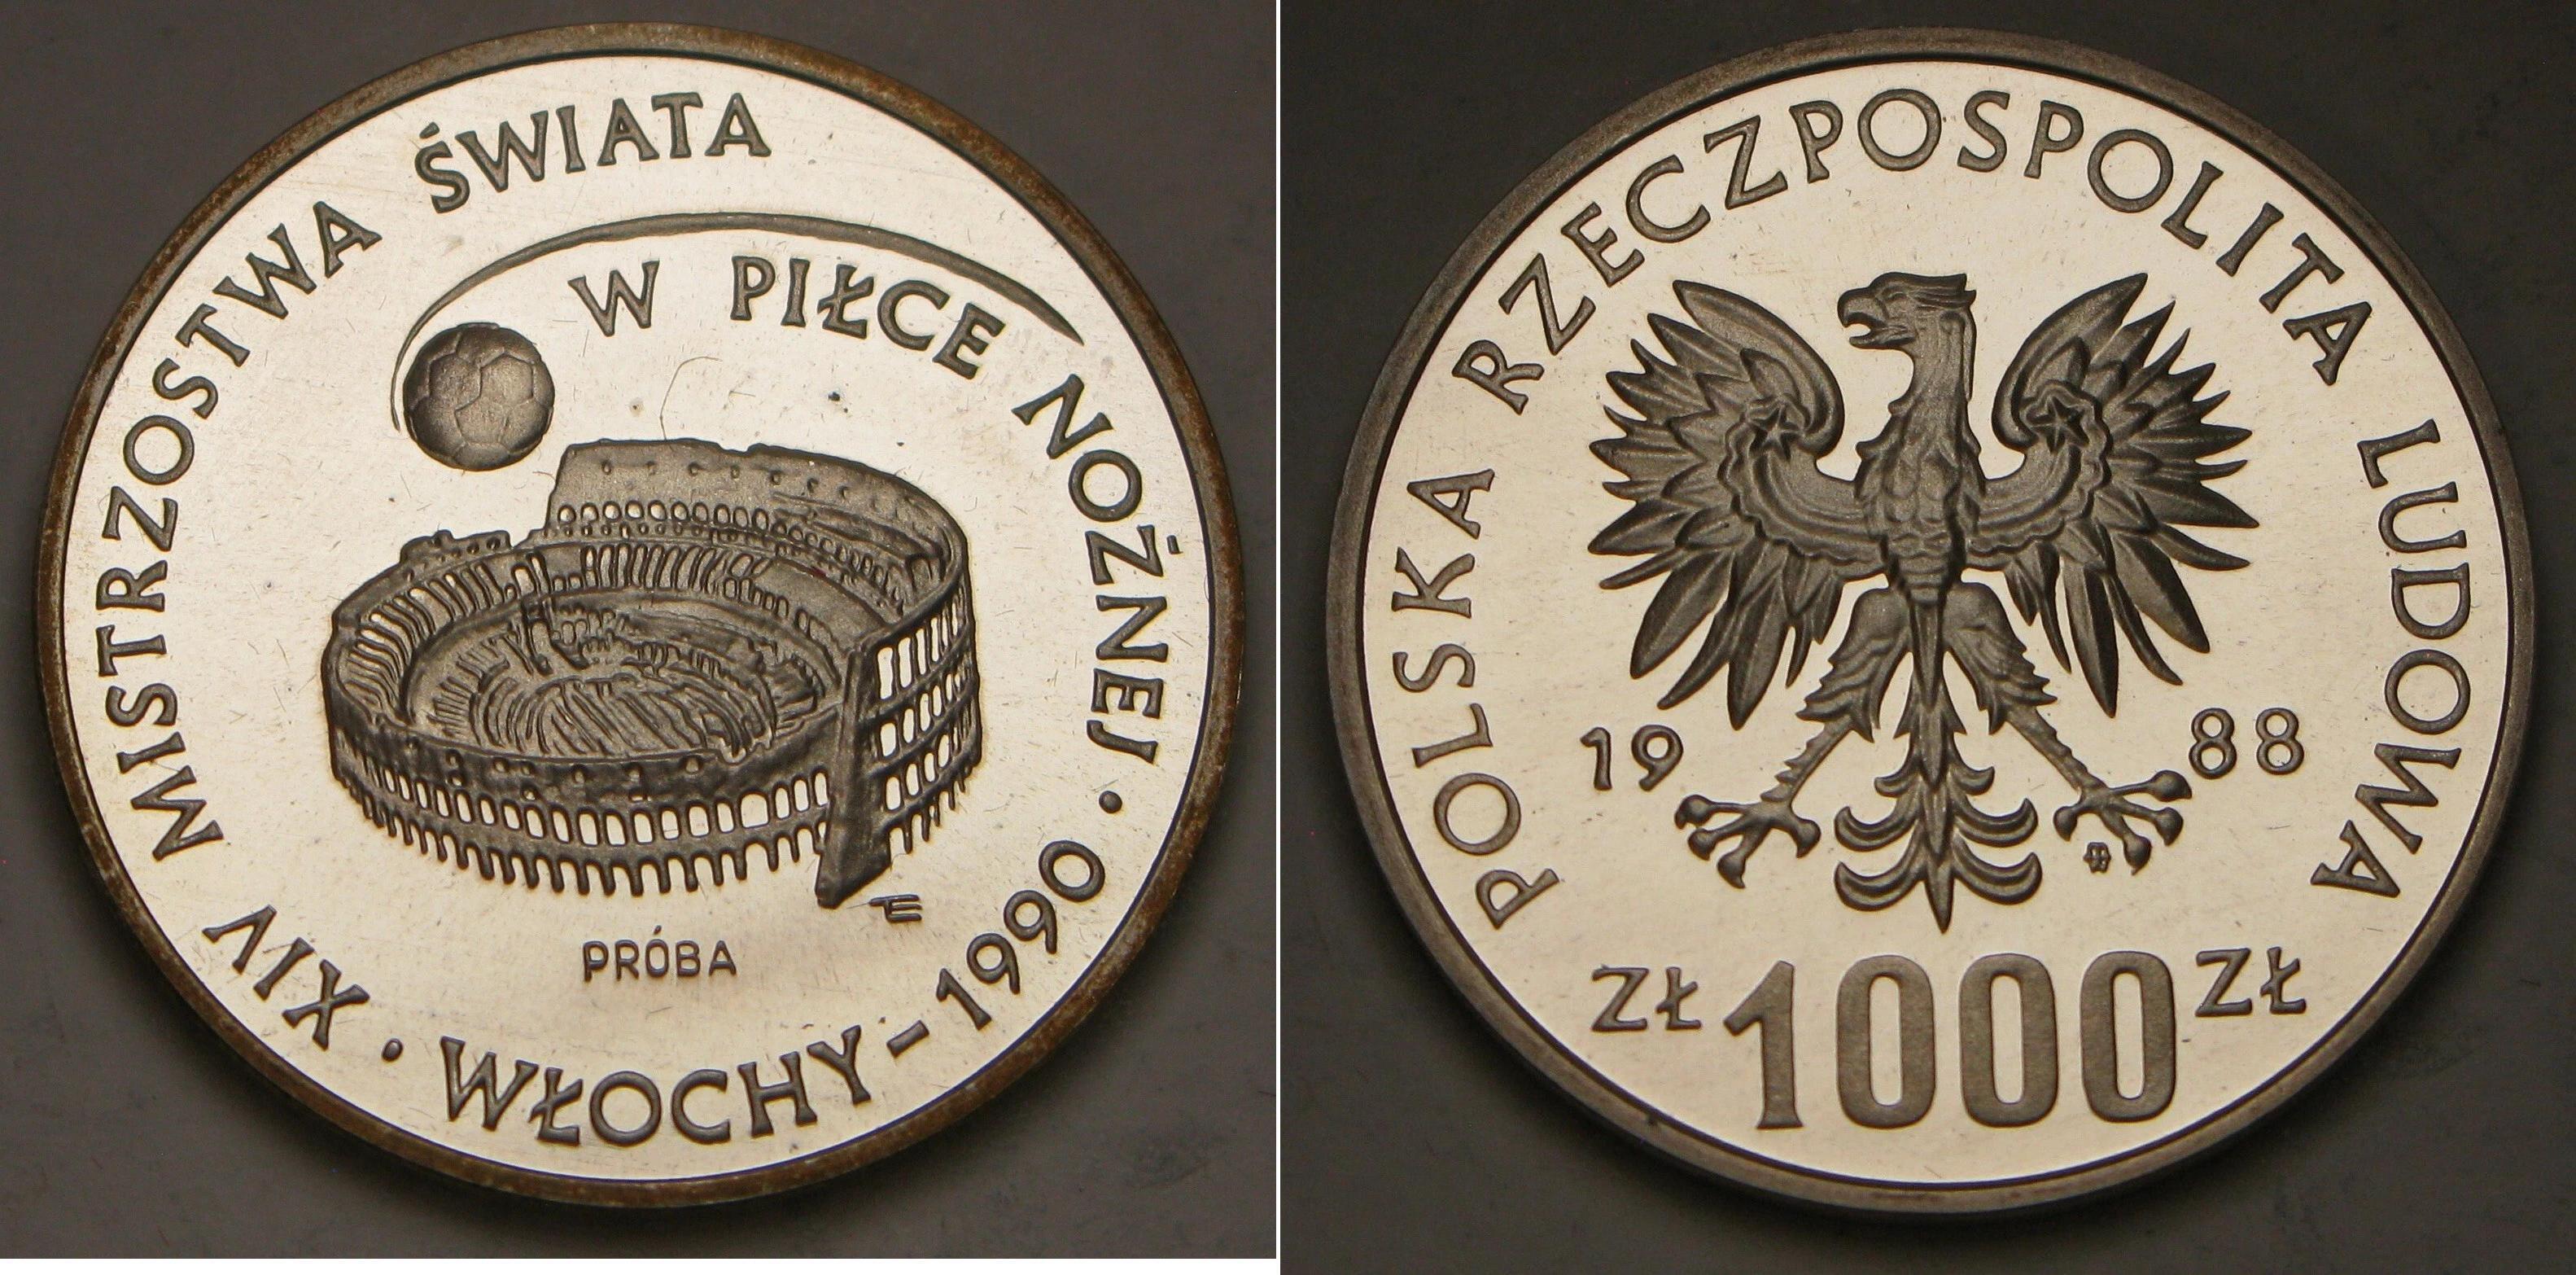 XIV MISTRZOSTWA ŚWIATA
W PIŁCE NOŻNEJ
• WŁOCHY – 1990 •
PRÓBA
POLSKA RZECZPOSPOLITA LUDOWA
19 88
ZŁ 1000 ZŁ